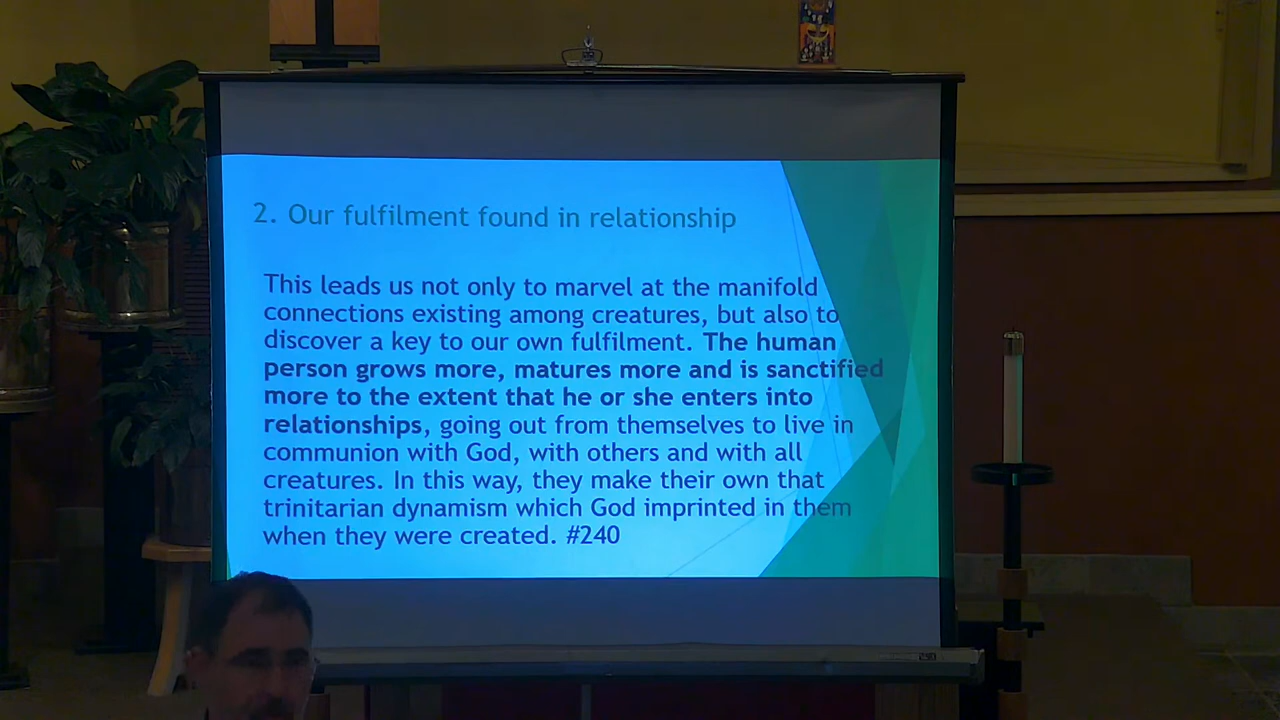 2. Our fulfilment found in relationship
This leads us not only to marvel at the manifold
connections existing among creatures, but also to
discover a key to our own fulfilment. The human
person grows more, matures more and is sanctified
more to the extent that he or she enters into
relationships, going out from themselves to live in
communion with God, with others and with all
creatures. In this way, they make their own that
trinitarian dynamism which God imprinted in them
when they were created. #240